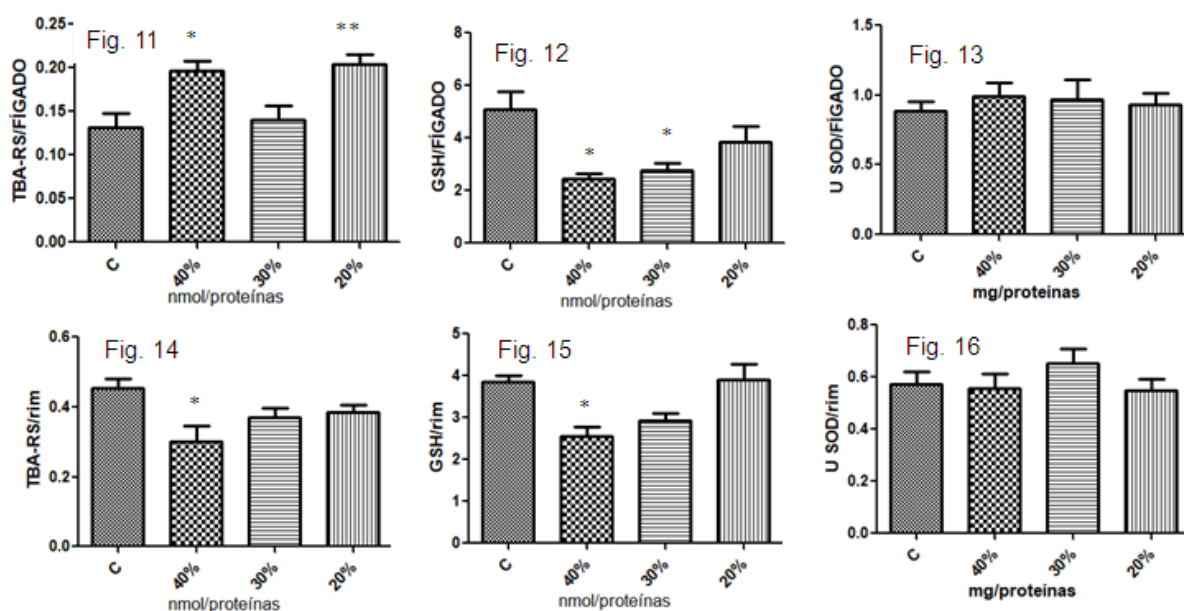 Fig. 11
TBA-RS/FÍGADO
0.25
0.20
0.15
0.10
0.05
0.00
*
**
C
40%
30%
20%
nmol/proteínas
Fig. 12
GSH/FÍGADO
8
6
4
2
0
*
*
C
40%
30%
20%
nmol/proteínas
Fig. 13
U SOD/FÍGADO
1.5
1.0
0.5
0.0
C
40%
30%
20%
mg/proteinas
Fig. 14
TBA-RS/rim
0.6
0.4
0.2
0.0
*
C
40%
30%
20%
nmol/proteínas
Fig. 15
GSH/rim
5
4
3
2
1
0
*
C
40%
30%
20%
nmol/proteínas
Fig. 16
U SOD/rim
0.8
0.6
0.4
0.2
0.0
C
40%
30%
20%
mg/proteínas